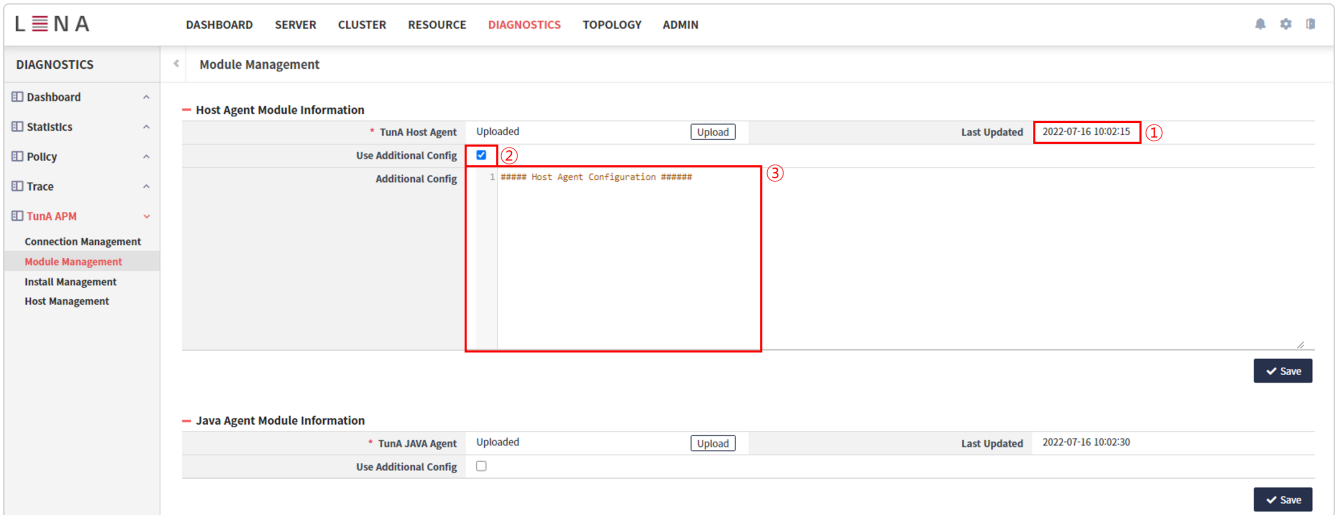 LENA
DASHBOARD SERVER CLUSTER RESOURCE DIAGNOSTICS TOPOLOGY ADMIN
DIAGNOSTICS
Dashboard
Statistics
Policy
Trace
TunA APM
Connection Management
Module Management
Install Management
Host Management
< Module Management
Host Agent Module Information
* TunA Host Agent Uploaded Upload Last Updated 2022-07-16 10:02:15 ①
Use Additional Config ②
Additional Config 1 ##### Host Agent Configuration ###### ③
Save
Java Agent Module Information
* TunA JAVA Agent Uploaded Upload Last Updated 2022-07-16 10:02:30
Use Additional Config
Save